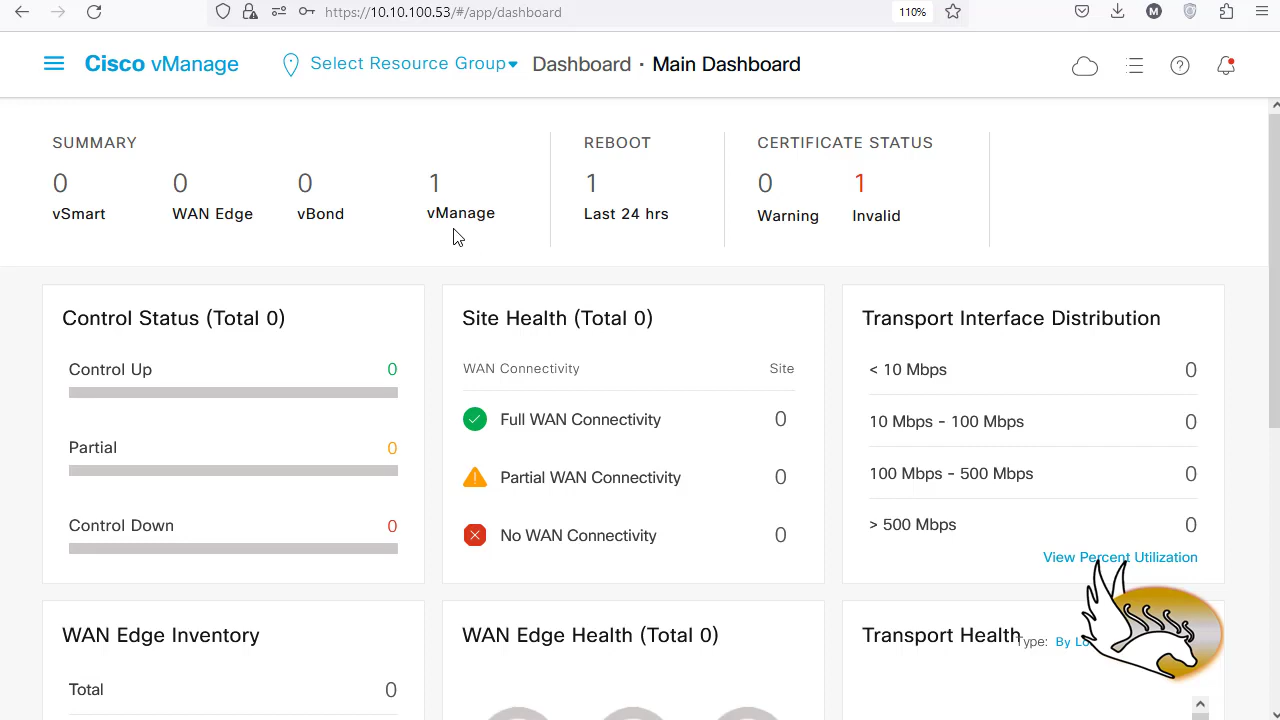 https://10.10.100.53/#/app/dashboard
110%
M
Cisco vManage
Select Resource Group
Dashboard · Main Dashboard
SUMMARY
0
vSmart
0
WAN Edge
0
vBond
1
vManage
REBOOT
1
Last 24 hrs
CERTIFICATE STATUS
0
Warning
1
Invalid
Control Status (Total 0)
Control Up 0
Partial 0
Control Down 0
Site Health (Total 0)
WAN Connectivity Site
Full WAN Connectivity 0
Partial WAN Connectivity 0
No WAN Connectivity 0
Transport Interface Distribution
< 10 Mbps 0
10 Mbps - 100 Mbps 0
100 Mbps - 500 Mbps 0
> 500 Mbps 0
View Percent Utilization
WAN Edge Inventory
Total 0
WAN Edge Health (Total 0)
Transport Health
Type: By